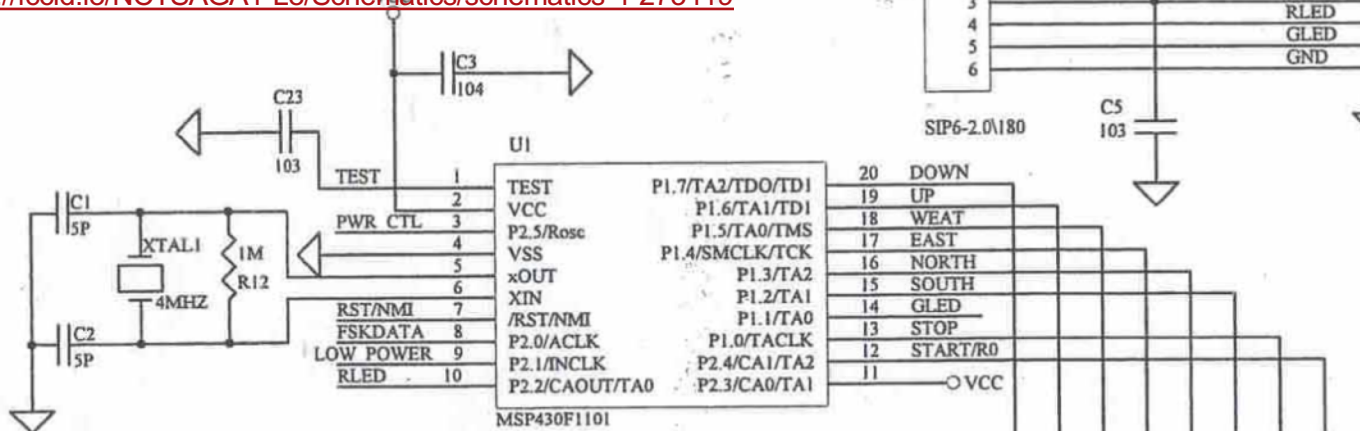 3
RLED
4
GLED
5
GND
6
C3
104
C23
103
C5
103
SIP6-2.0\180
U1
TEST 1 TEST P1.7/TA2/TDO/TD1 20 DOWN
2 VCC P1.6/TA1/TD1 19 UP
PWR CTL 3 P2.5/Rosc P1.5/TA0/TMS 18 WEAT
4 VSS P1.4/SMCLK/TCK 17 EAST
5 xOUT P1.3/TA2 16 NORTH
6 XIN P1.2/TA1 15 SOUTH
RST/NMI 7 /RST/NMI P1.1/TA0 14 GLED
FSKDATA 8 P2.0/ACLK P1.0/TACLK 13 STOP
LOW POWER 9 P2.1/INCLK P2.4/CA1/TA2 12 START/R0
RLED 10 P2.2/CAOUT/TA0 P2.3/CA0/TA1 11 VCC
MSP430F1101
C1
5P
XTAL1
4MHZ
1M
R12
C2
5P